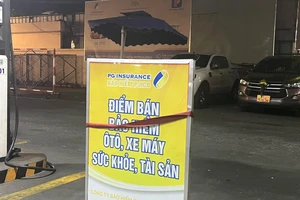 PG INSURANCE
ĐIỂM BÁN
BẢO HIỂM
ÔTÔ, XE MÁY
SỨC KHỎE, TÀI SẢN